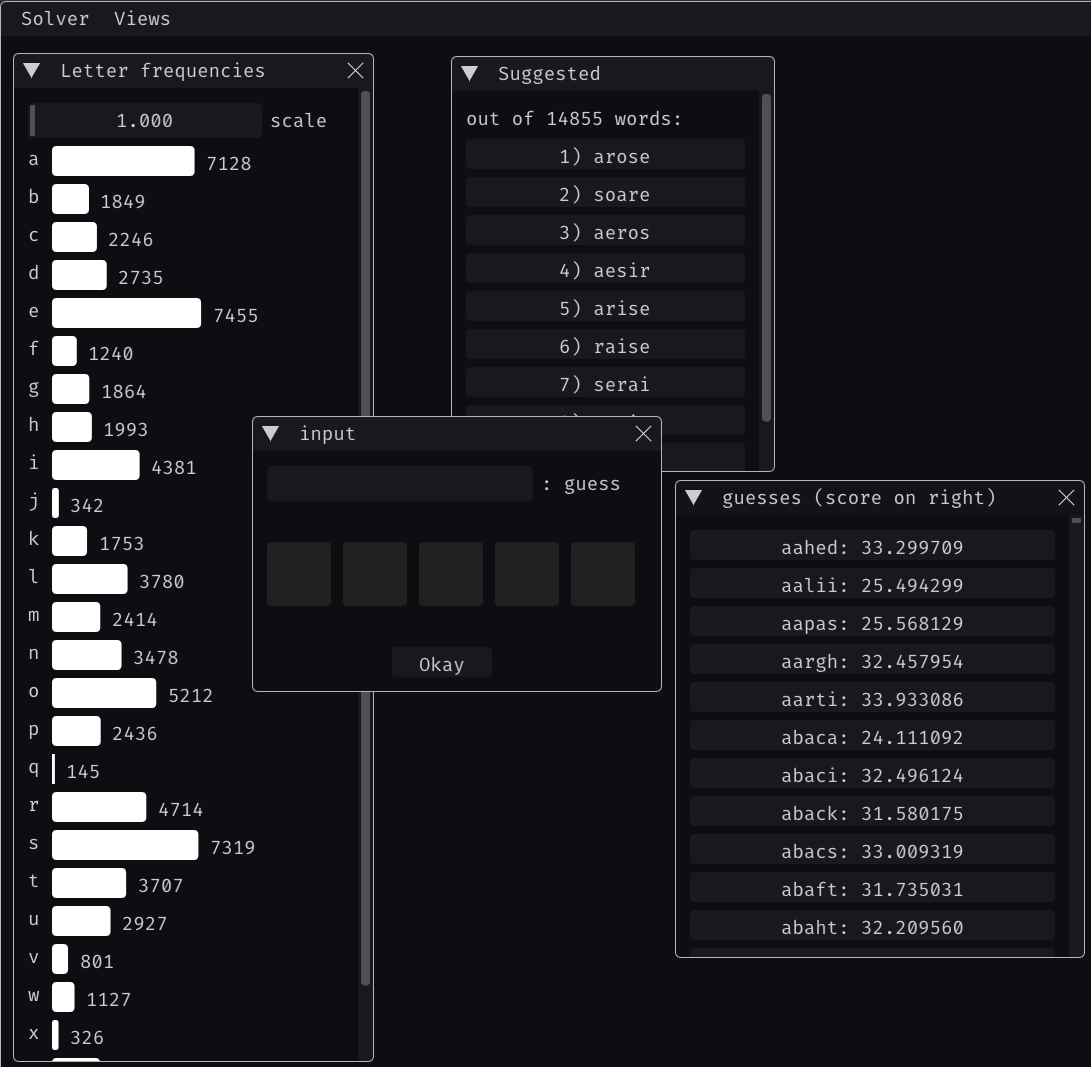 Solver Views
Letter frequencies
1.000 scale
a 7128
b 1849
c 2246
d 2735
e 7455
f 1240
g 1864
h 1993
i 4381
j 342
k 1753
l 3780
m 2414
n 3478
o 5212
p 2436
q 145
r 4714
s 7319
t 3707
u 2927
v 801
w 1127
x 326
Suggested
out of 14855 words:
1) arose
2) soare
3) aeros
4) aesir
5) arise
6) raise
7) serai
input
: guess
Okay
guesses (score on right)
aahed: 33.299709
aalii: 25.494299
aapas: 25.568129
aargh: 32.457954
aarti: 33.933086
abaca: 24.111092
abaci: 32.496124
aback: 31.580175
abacs: 33.009319
abaft: 31.735031
abaht: 32.209560